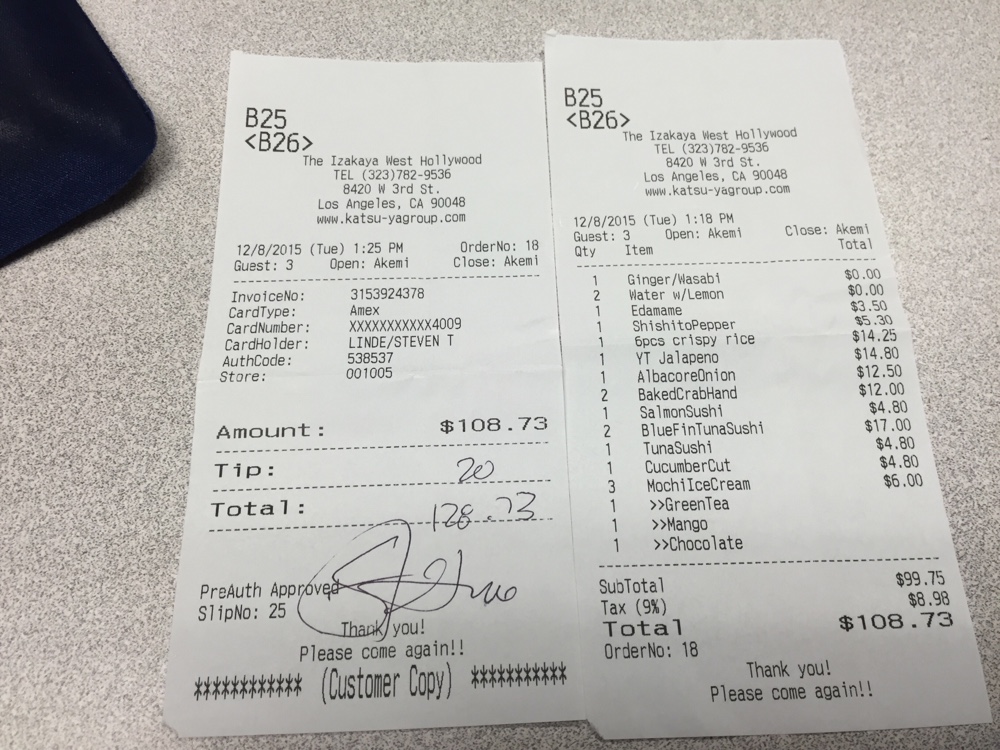 B25
<B26>
The Izakaya West Hollywood
TEL (323)782-9536
8420 W 3rd St.
Los Angeles, CA 90048
www.katsu-yagroup.com
12/8/2015 (Tue) 1:25 PM OrderNo: 18
Guest: 3 Open: Akemi Close: Akemi
InvoiceNo: 3153924378
CardType: Amex
CardNumber: XXXXXXXXXXX4009
CardHolder: LINDE/STEVEN T
AuthCode: 538537
Store: 001005
Amount: $108.73
Tip: 20
Total: 128.73
PreAuth Approved
SlipNo: 25
Thank you!
Please come again!!
************ (Customer Copy) ***********
B25
<B26>
The Izakaya West Hollywood
TEL (323)782-9536
8420 W 3rd St.
Los Angeles, CA 90048
www.katsu-yagroup.com
12/8/2015 (Tue) 1:18 PM
Guest: 3 Open: Akemi Close: Akemi
Qty Item Total
1 Ginger/Wasabi $0.00
2 Water w/Lemon $0.00
1 Edamame $3.50
1 ShishitoPepper $5.30
1 6pcs crispy rice $14.25
1 YT Jalapeno $14.80
1 AlbacoreOnion $12.50
2 BakedCrabHand $12.00
1 SalmonSushi $4.80
2 BlueFinTunaSushi $17.00
1 TunaSushi $4.80
1 CucumberCut $4.80
3 MochiIceCream $6.00
1 >>GreenTea
1 >>Mango
1 >>Chocolate
SubTotal $99.75
Tax (9%) $8.98
Total $108.73
OrderNo: 18
Thank you!
Please come again!!